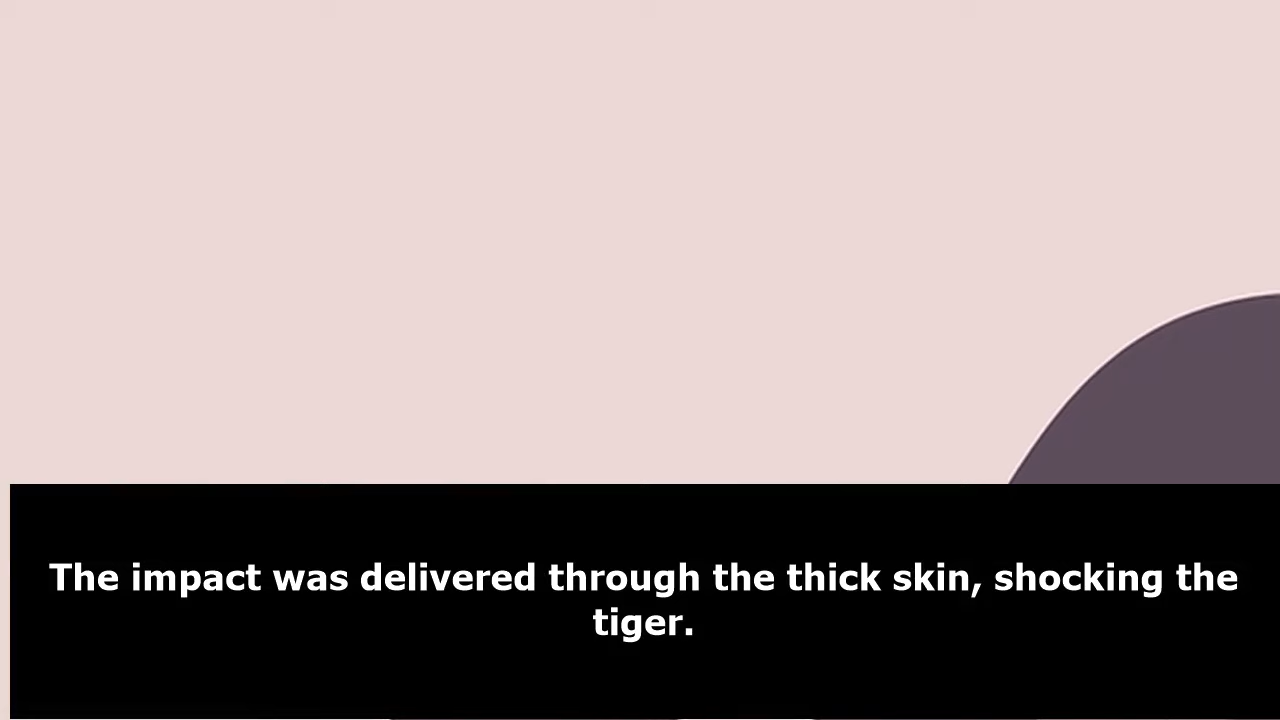 The impact was delivered through the thick skin, shocking the
tiger.